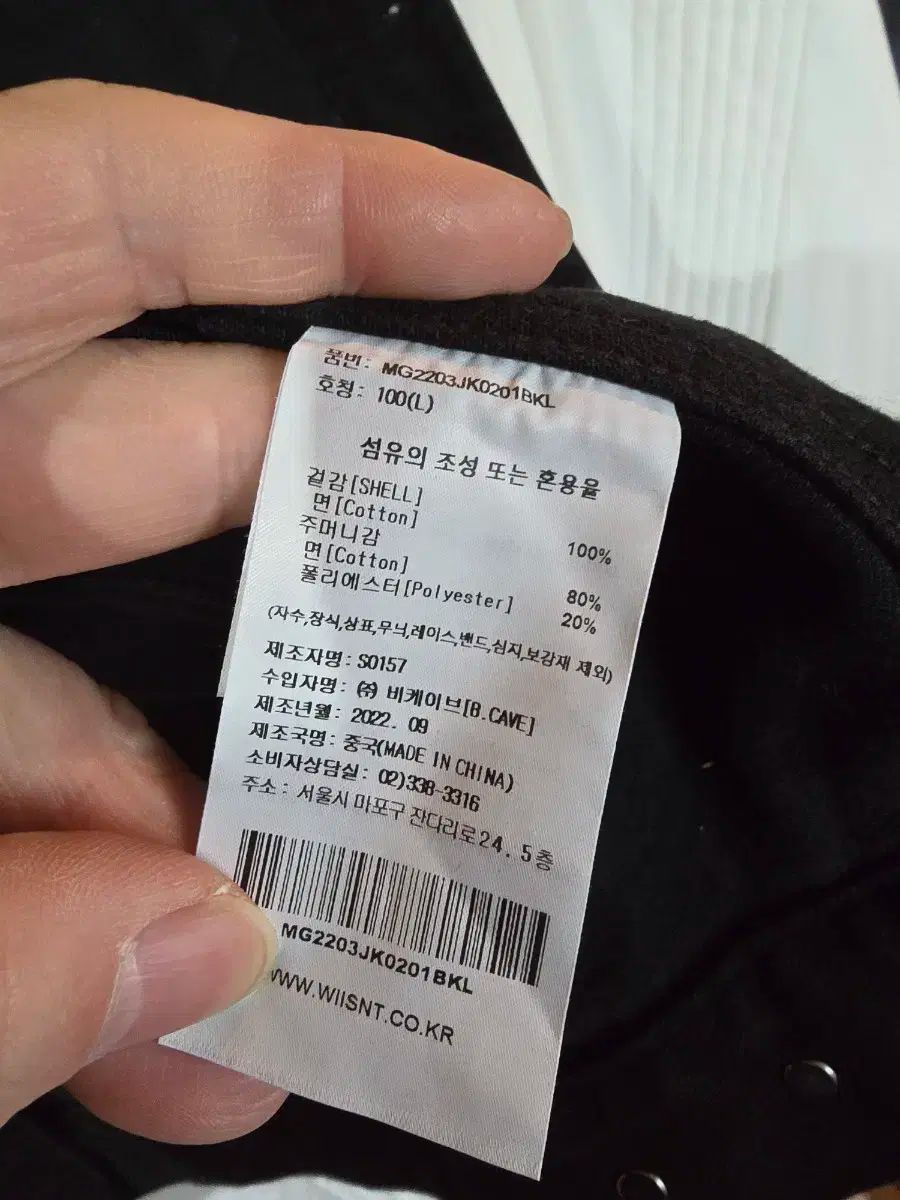 품번: MG2203JK0201BKL
호칭: 100(L)
섬유의 조성 또는 혼용율
겉감[SHELL]
면[Cotton] 100%
주머니감
면[Cotton] 80%
폴리에스터[Polyester] 20%
(자수,장식,상표,무늬,레이스,밴드,심지,보강재 제외)
제조자명: S0157
수입자명: ㈜ 비케이브[B.CAVE]
제조년월: 2022. 09
제조국명: 중국(MADE IN CHINA)
소비자상담실: 02)338-3316
주소: 서울시 마포구 잔다리로24. 5층
MG2203JK0201BKL
WWW.WIISNT.CO.KR